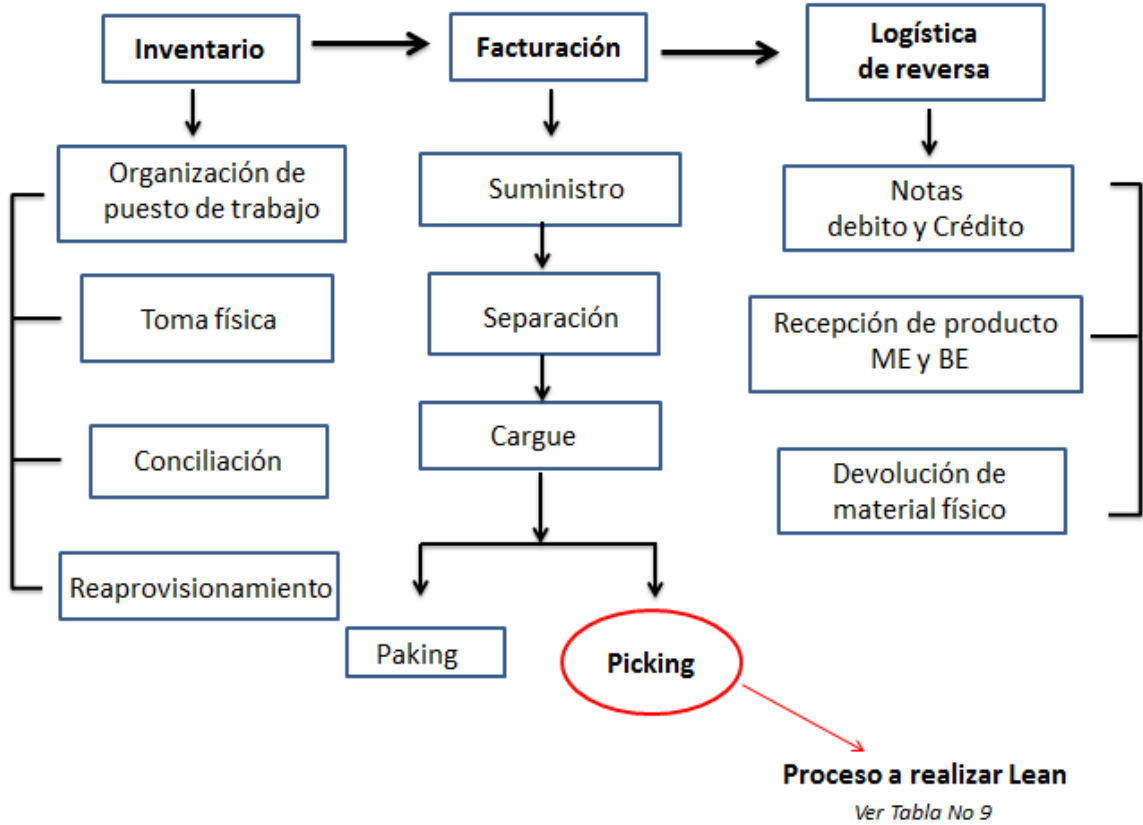 Inventario
Facturación
Logística
de reversa
Organización de
puesto de trabajo
Toma física
Conciliación
Reaprovisionamiento
Suministro
Separación
Cargue
Paking
Picking
Notas
debito y Crédito
Recepción de producto
ME y BE
Devolución de
material físico
Proceso a realizar Lean
Ver Tabla No 9